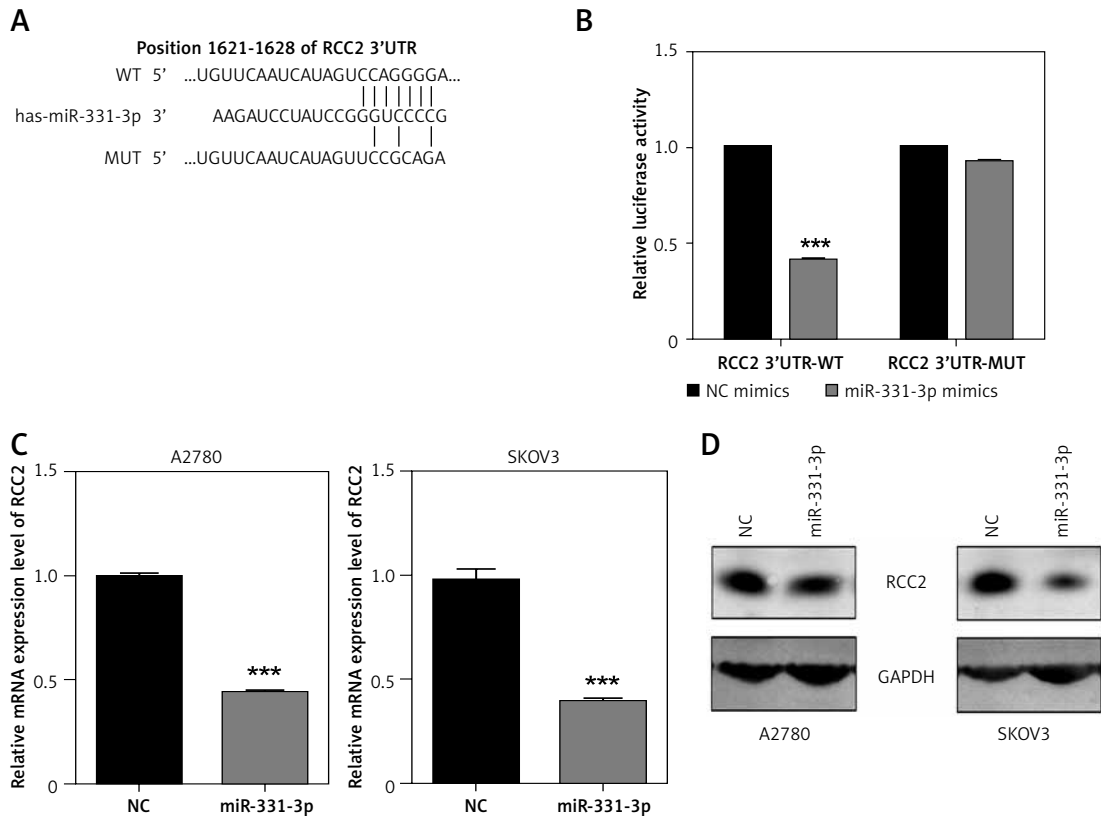 A
Position 1621-1628 of RCC2 3'UTR
WT 5' ...UGUUCAAUCAUAGUCCAGGGGA...
has-miR-331-3p 3' AAGAUCCUAUCCGGGUCCCCG
MUT 5' ...UGUUCAAUCAUAGUUCCGCAGA
B
Relative luciferase activity
1.5
1.0
0.5
0
***
RCC2 3'UTR-WT RCC2 3'UTR-MUT
NC mimics miR-331-3p mimics
C
A2780
Relative mRNA expression level of RCC2
1.5
1.0
0.5
0
***
NC miR-331-3p
SKOV3
Relative mRNA expression level of RCC2
1.5
1.0
0.5
0
***
NC miR-331-3p
D
NC
miR-331-3p
NC
miR-331-3p
RCC2
GAPDH
A2780 SKOV3